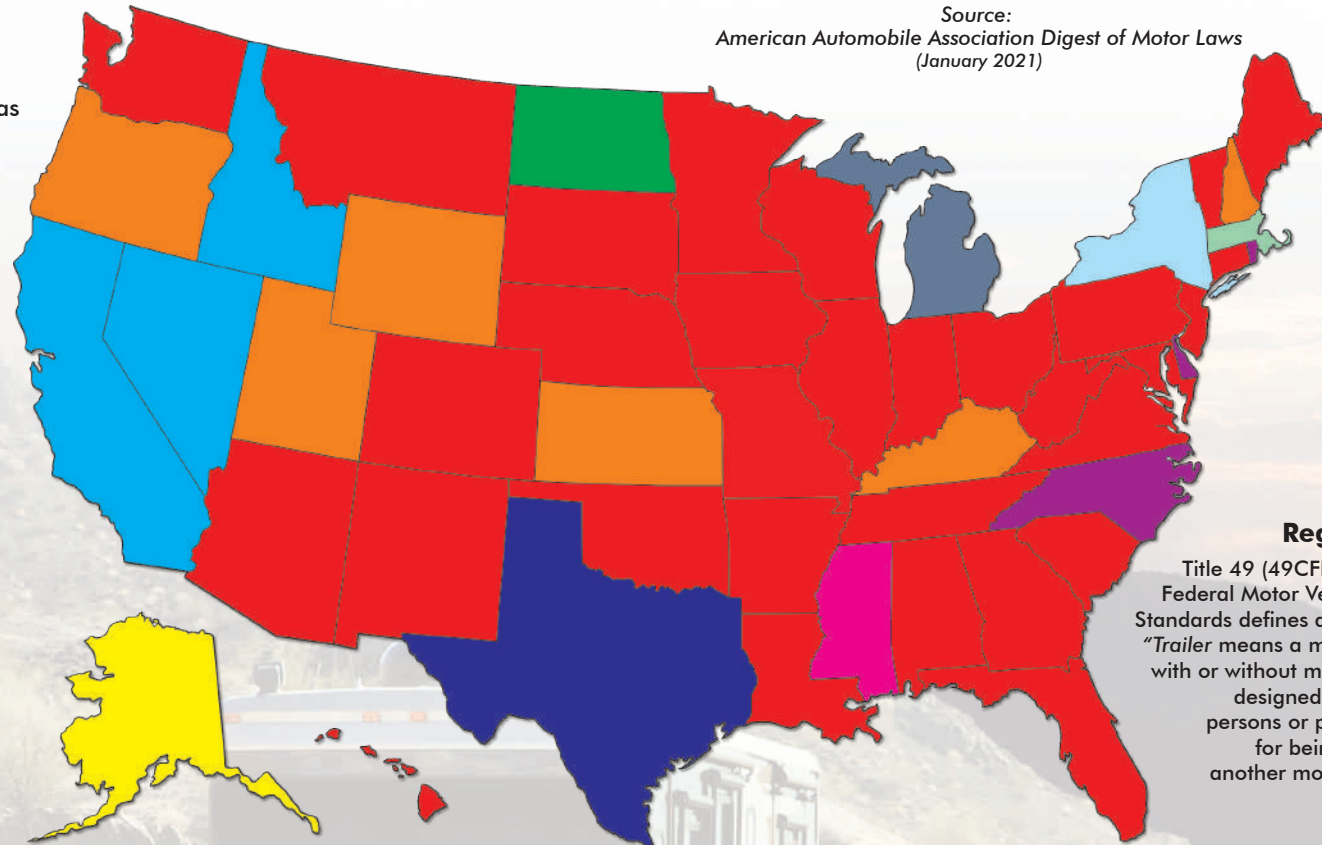 Source:
American Automobile Association Digest of Motor Laws
(January 2021)
as
Reg
Title 49 (49CF
Federal Motor Ve
Standards defines a
“Trailer means a m
with or without m
designed
persons or p
for bein
another mo